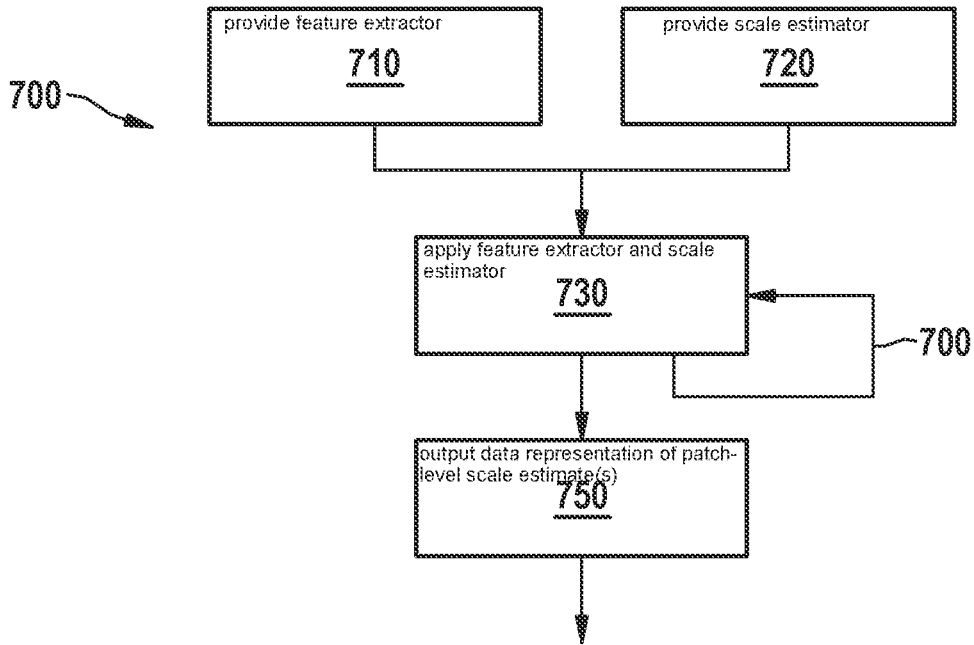 provide feature extractor
710
provide scale estimator
720
700
apply feature extractor and scale
estimator
730
700
output data representation of patch-
level scale estimate(s)
750